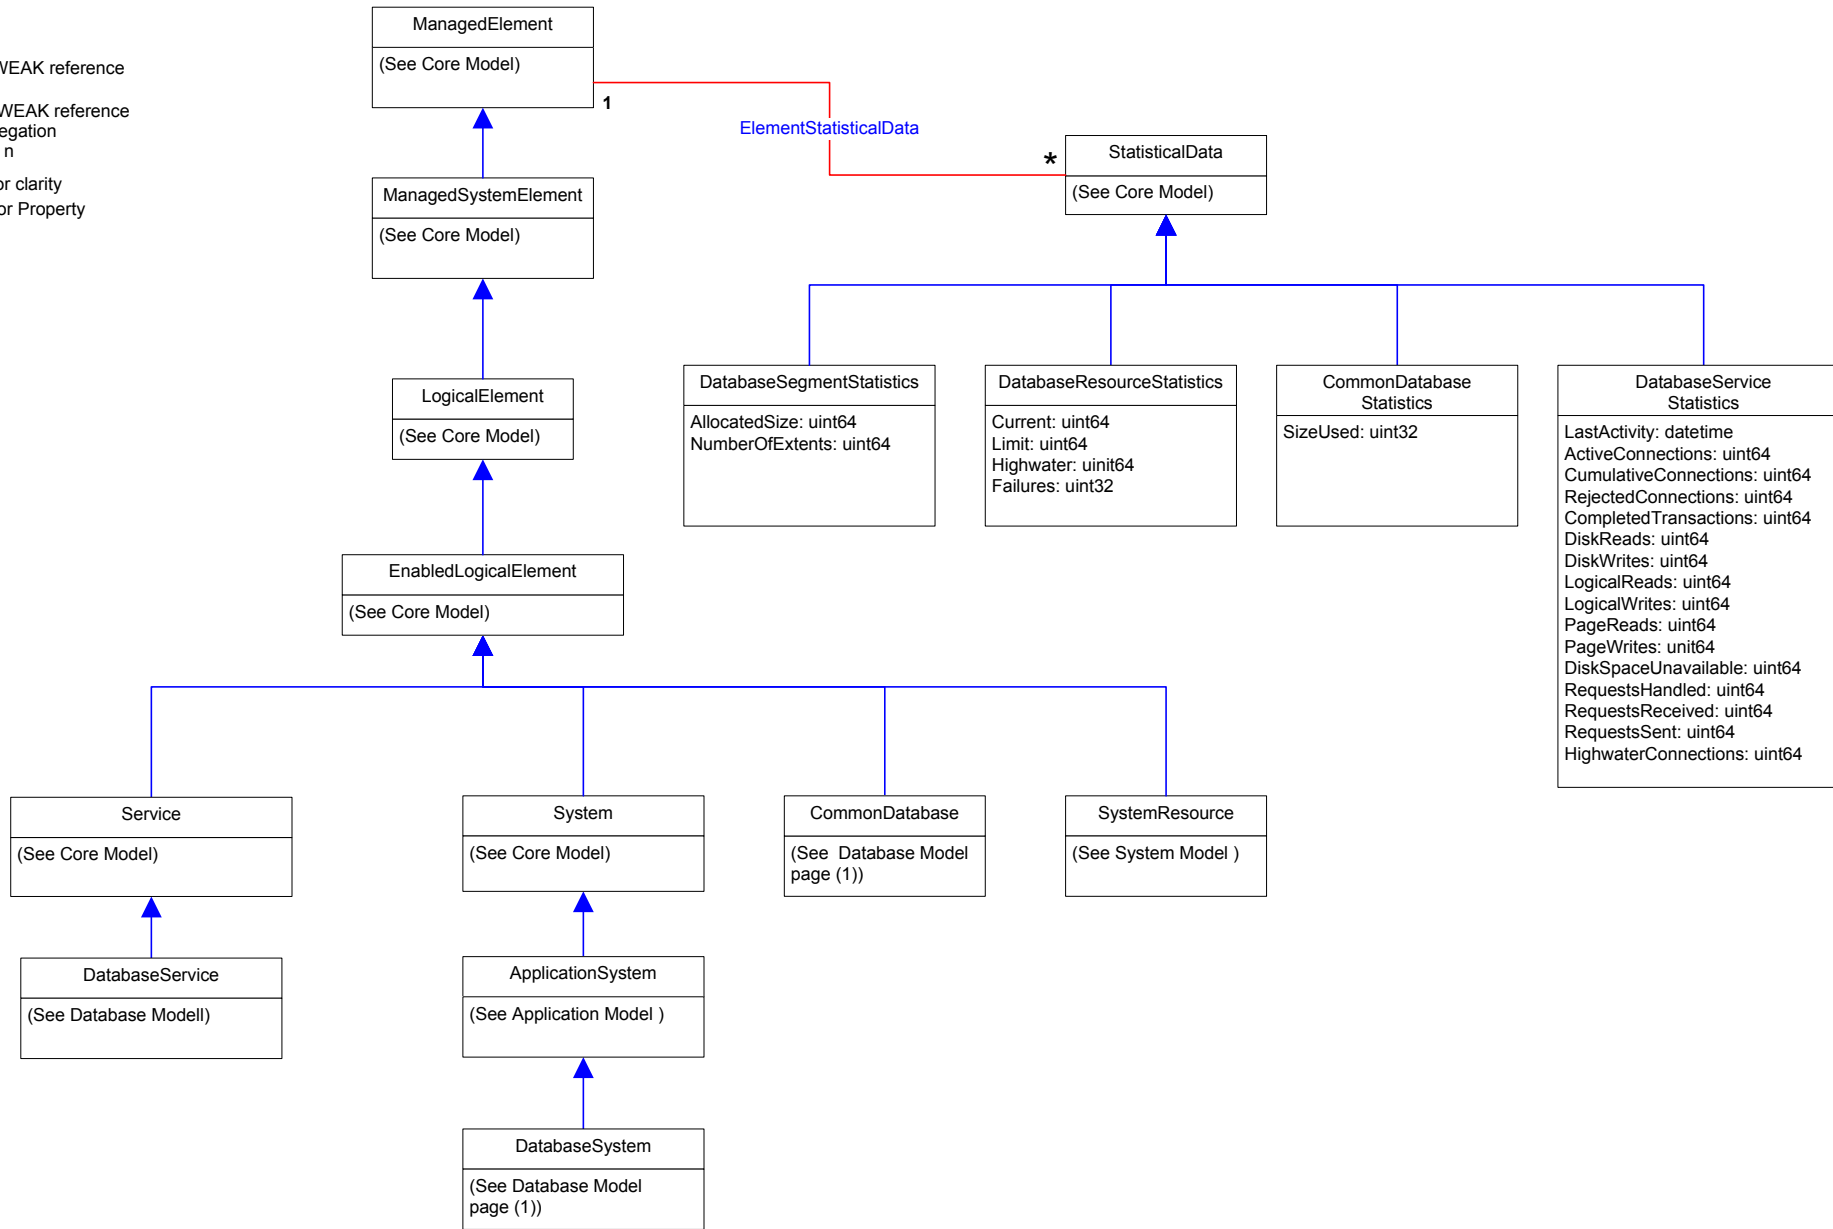 WEAK reference
WEAK reference
n
or clarity
or Property
ManagedElement
(See Core Model)
1
ElementStatisticalData
*
StatisticalData
(See Core Model)
ManagedSystemElement
(See Core Model)
LogicalElement
(See Core Model)
EnabledLogicalElement
(See Core Model)
DatabaseSegmentStatistics
AllocatedSize: uint64
NumberOfExtents: uint64
DatabaseResourceStatistics
Current: uint64
Limit: uint64
Highwater: uinit64
Failures: uint32
CommonDatabase
Statistics
SizeUsed: uint32
DatabaseService
Statistics
LastActivity: datetime
ActiveConnections: uint64
CumulativeConnections: uint64
RejectedConnections: uint64
CompletedTransactions: uint64
DiskReads: uint64
DiskWrites: uint64
LogicalReads: uint64
LogicalWrites: uint64
PageReads: uint64
PageWrites: unit64
DiskSpaceUnavailable: uint64
RequestsHandled: uint64
RequestsReceived: uint64
RequestsSent: uint64
HighwaterConnections: uint64
Service
(See Core Model)
System
(See Core Model)
CommonDatabase
(See Database Model
page (1))
SystemResource
(See System Model )
DatabaseService
(See Database Modell)
ApplicationSystem
(See Application Model )
DatabaseSystem
(See Database Model
page (1))